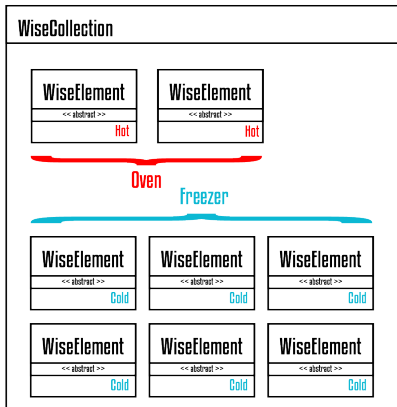 WiseCollection
WiseElement WiseElement
<< abstract >> << abstract >>
Hot Hot
Oven
Freezer
WiseElement WiseElement WiseElement
<< abstract >> << abstract >> << abstract >>
Cold Cold Cold
WiseElement WiseElement WiseElement
<< abstract >> << abstract >> << abstract >>
Cold Cold Cold